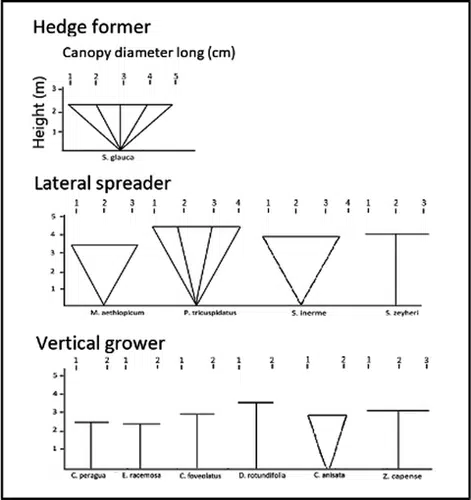 Hedge former
Canopy diameter long (cm)
1 2 3 4 5
Height (m)
3
2
1
S. glauca
Lateral spreader
1 2 3 1 2 3 4 1 2 3 4 1 2 3
5
4
3
2
1
M. aethiopicum P. tricuspidatus S. inerme S. zeyheri
Vertical grower
1 2 1 2 1 2 1 2 1 2 1 2 3
5
4
3
2
1
C. peragua E. racemosa C. foveolatus D. rotundifolia C. anisata Z. capense